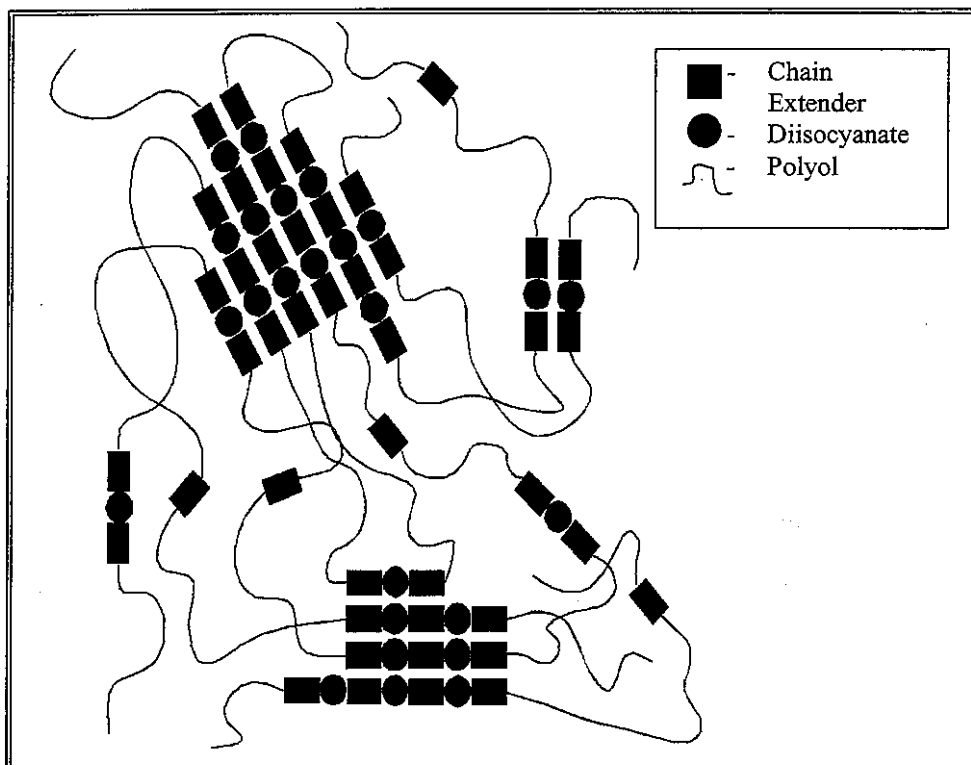 - Chain
Extender
- Diisocyanate
- Polyol